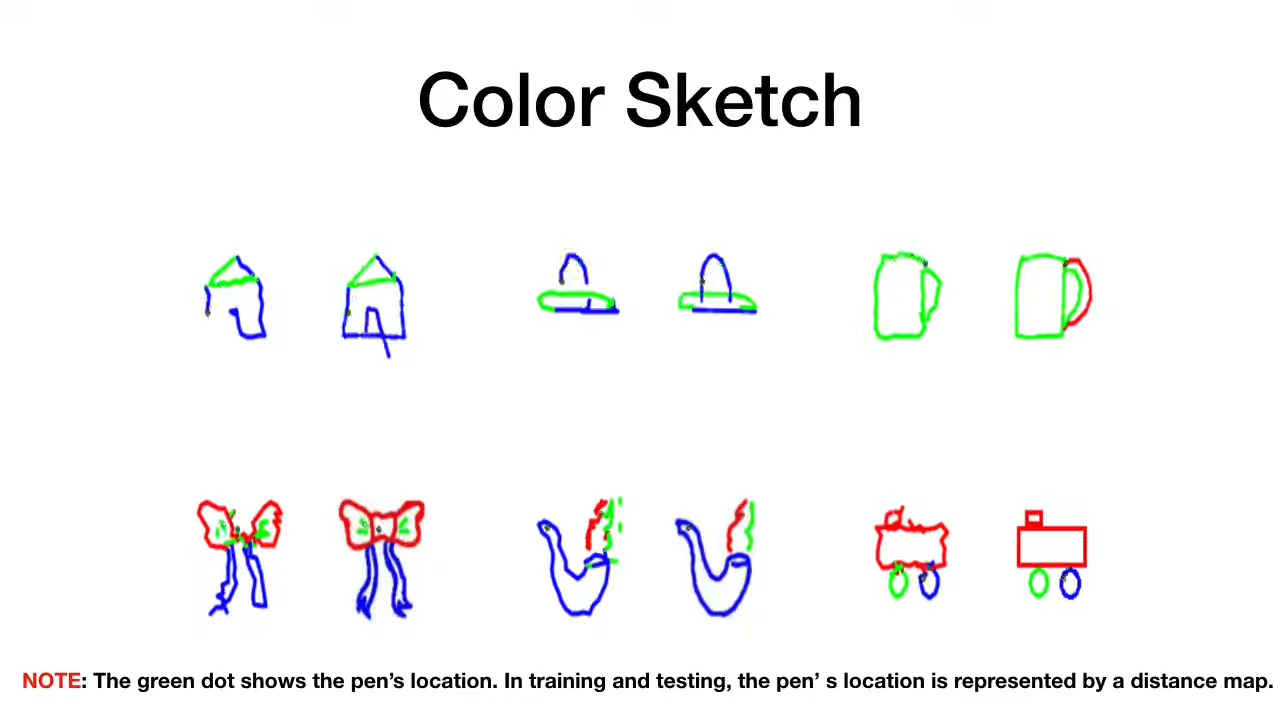 Color Sketch
NOTE: The green dot shows the pen’s location. In training and testing, the pen’ s location is represented by a distance map.